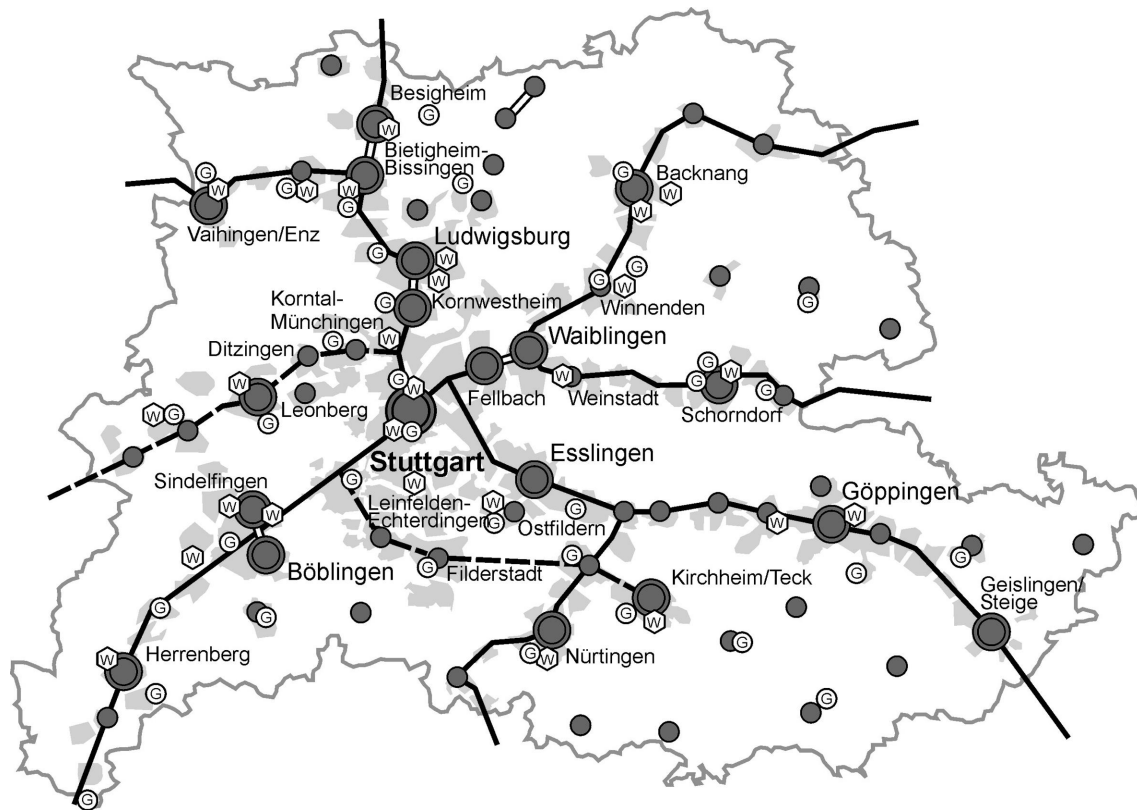 Besigheim
G
W
Bietigheim-
Bissingen
G
G
W
G
W
W
G
G
Backnang
W
W
Vaihingen/Enz
Ludwigsburg
G
W
W
G
G
G
W
Winnenden
G
Korntal-
Münchingen
Kornwestheim
G
W
Waiblingen
Ditzingen
G
G
W
W
W
Fellbach
Weinstadt
G
W
G
Schorndorf
Leonberg
W
G
G
W
G
Stuttgart
Esslingen
Sindelfingen
G
W
Göppingen
W
W
Leinfelden-
Echterdingen
W
G
Ostfildern
G
W
W
G
W
Böblingen
G
Filderstadt
G
Kirchheim/Teck
G
G
Geislingen/
Steige
G
G
G
W
W
Herrenberg
G
W
Nürtingen
G
G
G
G